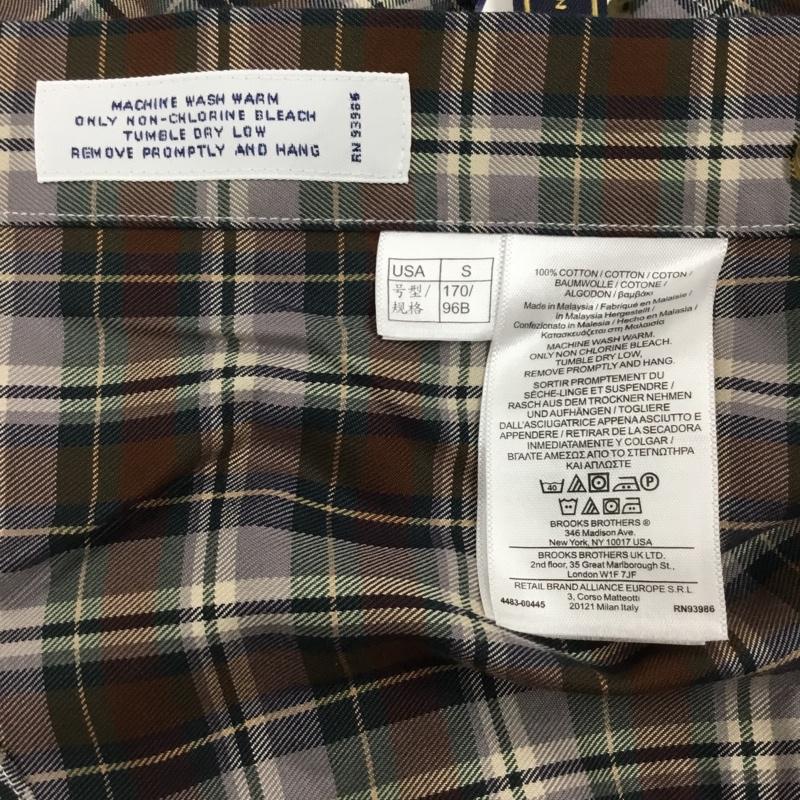 MACHINE WASH WARM
ONLY NON-CHLORINE BLEACH
TUMBLE DRY LOW
REMOVE PROMPTLY AND HANG
RN 93986
USA S
号型/ 170/
规格 96B
100% COTTON / COTTON / COTON /
BAUMWOLLE / COTONE /
ALGODON / βαμβάκι
Made in Malaysia / Fabriqué en Malaisie /
in Malaysia Hergestellt /
Confezionato in Malesia / Hecho en Malasia /
Κατασκευάζεται στη Μαλαισία
MACHINE WASH WARM.
ONLY NON CHLORINE BLEACH.
TUMBLE DRY LOW,
REMOVE PROMPTLY AND HANG.
SORTIR PROMPTEMENT DU
SÈCHE-LINGE ET SUSPENDRE /
RASCH AUS DEM TROCKNER NEHMEN
UND AUFHÄNGEN / TOGLIERE
DALL'ASCIUGATRICE APPENA ASCIUTTO E
APPENDERE / RETIRAR DE LA SECADORA
INMEDIATAMENTE Y COLGAR /
ΒΓΑΛΤΕ ΑΜΕΣΩΣ ΑΠΟ ΤΟ ΣΤΕΓΝΩΤΗΡΑ
ΚΑΙ ΑΠΛΩΣΤΕ
40 P
BROOKS BROTHERS ®
346 Madison Ave.
New York, NY 10017 USA
BROOKS BROTHERS UK LTD.
2nd floor, 35 Great Marlborough St.,
London W1F 7JF
RETAIL BRAND ALLIANCE EUROPE S.R.L
3, Corso Matteotti
4483-00445 20121 Milan Italy RN93986